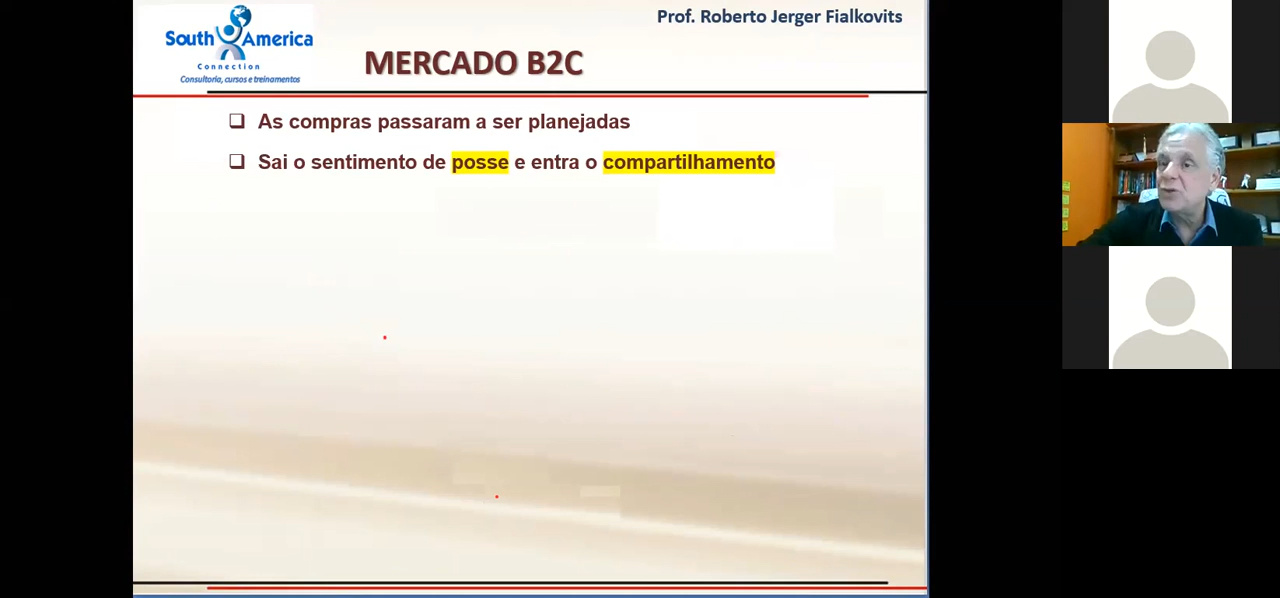 South America
Connection
Consultoria, cursos e treinamentos
Prof. Roberto Jerger Fialkovits
MERCADO B2C
As compras passaram a ser planejadas
Sai o sentimento de posse e entra o compartilhamento